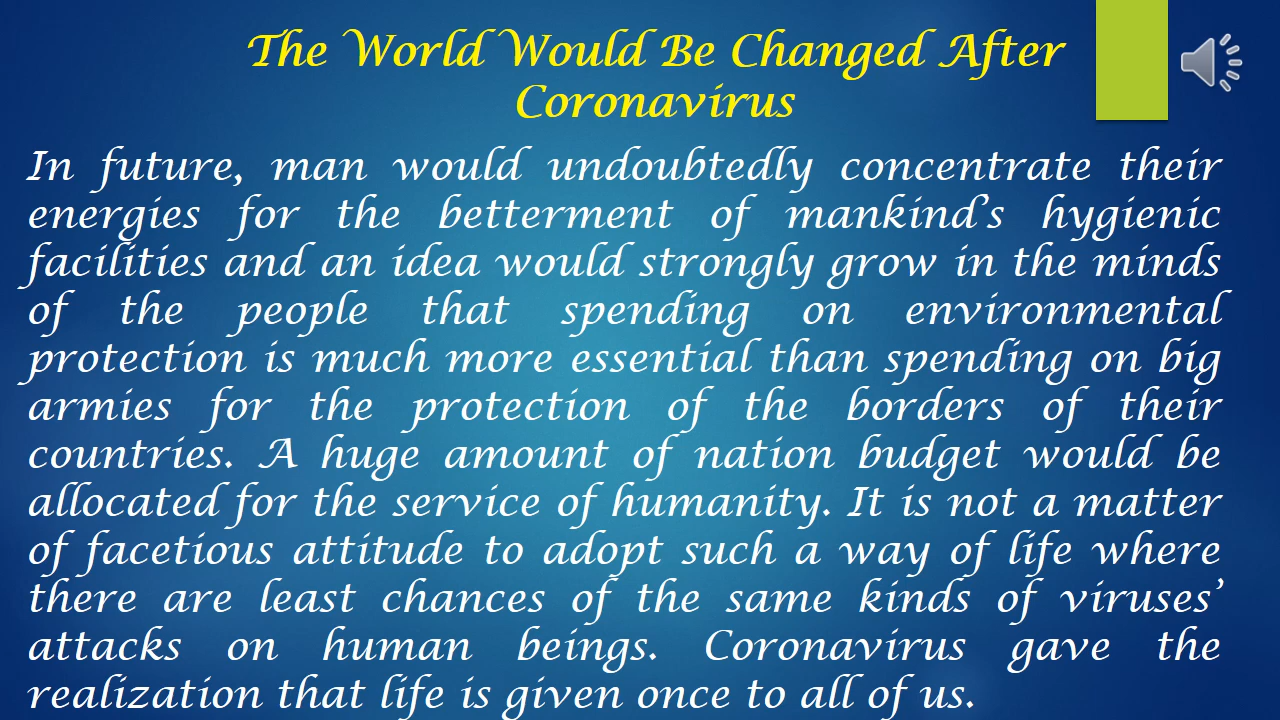 The World Would Be Changed After
Coronavirus
In future, man would undoubtedly concentrate their
energies for the betterment of mankind’s hygienic
facilities and an idea would strongly grow in the minds
of the people that spending on environmental
protection is much more essential than spending on big
armies for the protection of the borders of their
countries. A huge amount of nation budget would be
allocated for the service of humanity. It is not a matter
of facetious attitude to adopt such a way of life where
there are least chances of the same kinds of viruses’
attacks on human beings. Coronavirus gave the
realization that life is given once to all of us.